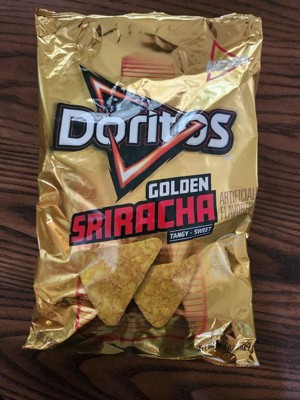 Doritos
GOLDEN
SRIRACHA
TANGY & SWEET
ARTIFICIALLY
FLAVORED